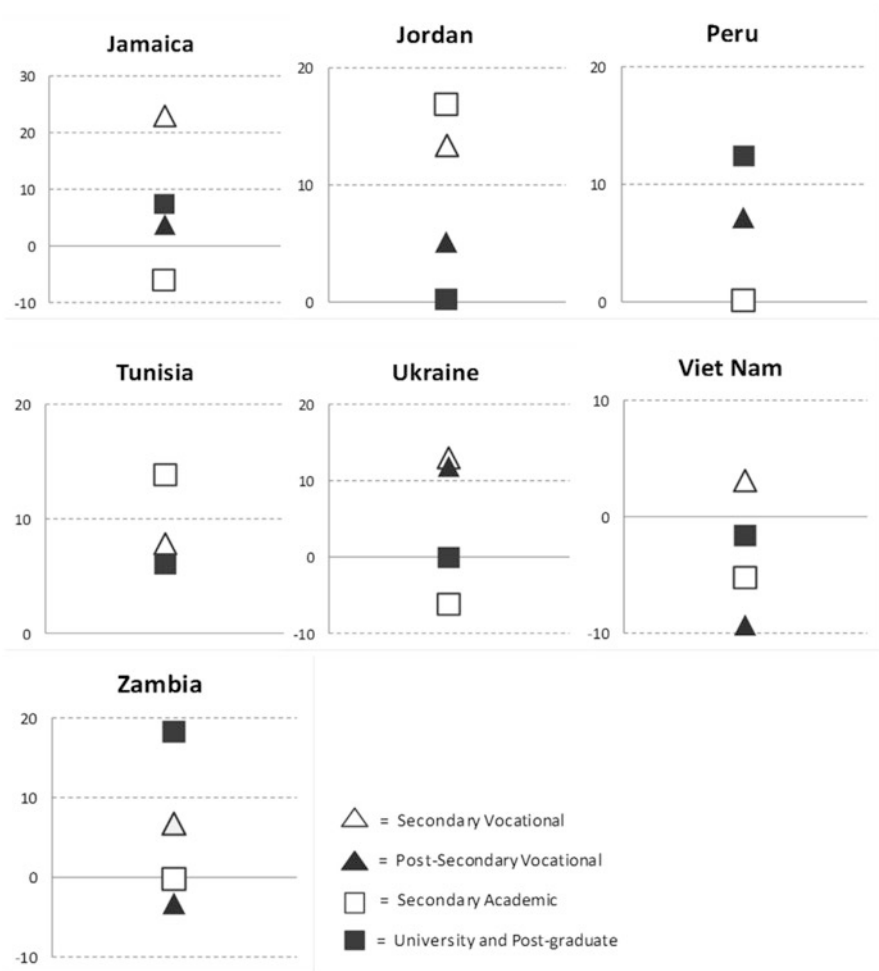 Jamaica
30
20
10
0
-10
Jordan
20
10
0
Peru
20
10
0
Tunisia
20
10
0
Ukraine
20
10
0
-10
Viet Nam
10
0
-10
Zambia
20
10
0
-10
= Secondary Vocational
= Post-Secondary Vocational
= Secondary Academic
= University and Post-graduate